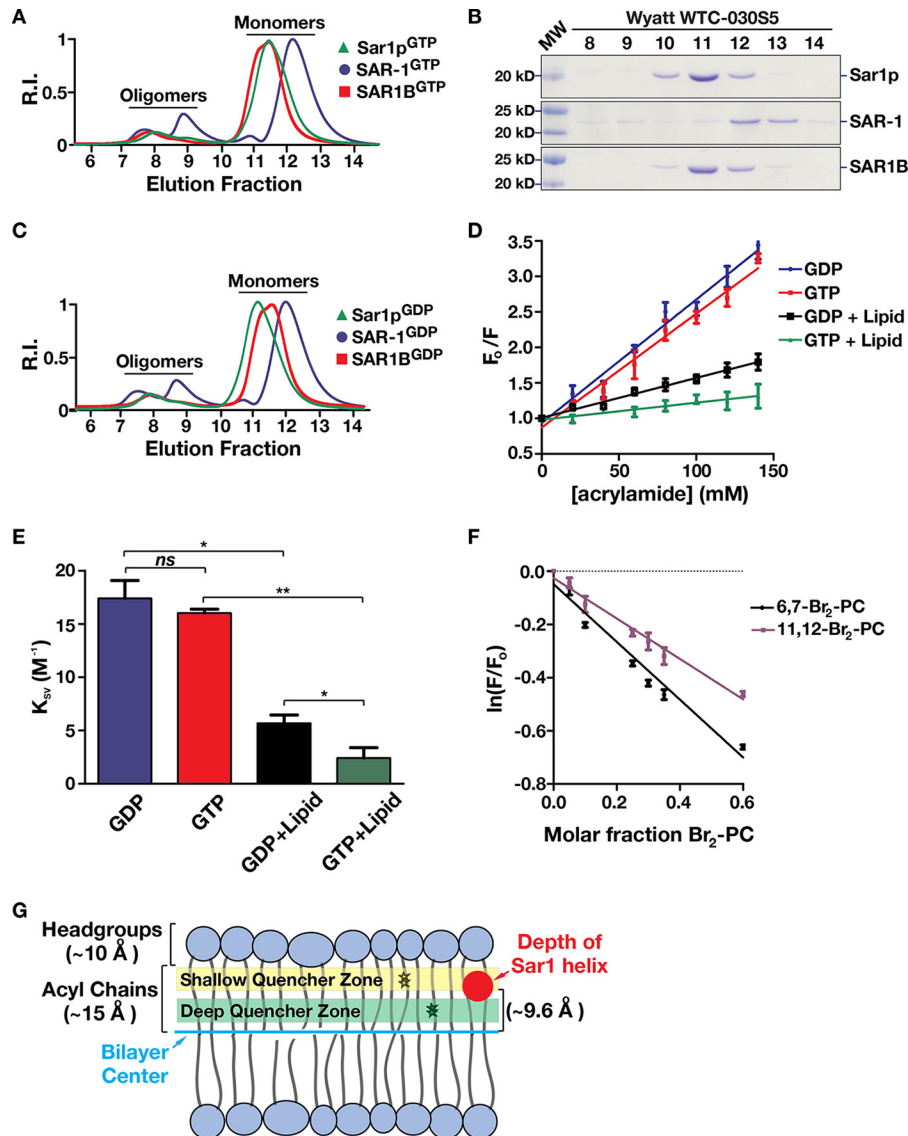 A
Monomers
Sar1pGTP
SAR-1GTP
SAR1BGTP
Oligomers
R.I.
1
0.5
0
6 7 8 9 10 11 12 13 14
Elution Fraction
B
Wyatt WTC-030S5
MW 8 9 10 11 12 13 14
20 kD
Sar1p
25 kD
20 kD
SAR-1
25 kD
20 kD
SAR1B
C
Monomers
Sar1pGDP
SAR-1GDP
SAR1BGDP
Oligomers
R.I.
1
0.5
0
6 7 8 9 10 11 12 13 14
Elution Fraction
D
3.5
3.0
2.5
2.0
1.5
1.0
0.5
Fo/F
0 50 100 150
[acrylamide] (mM)
GDP
GTP
GDP + Lipid
GTP + Lipid
E
*
ns
**
*
20
15
10
5
0
Ksv (M-1)
GDP GTP GDP+Lipid GTP+Lipid
F
0.0
-0.2
-0.4
-0.6
-0.8
ln(F/Fo)
0.0 0.2 0.4 0.6
Molar fraction Br2-PC
6,7-Br2-PC
11,12-Br2-PC
G
Headgroups
(~10 Å)
Acyl Chains
(~15 Å)
Shallow Quencher Zone
Deep Quencher Zone
Bilayer
Center
Depth of
Sar1 helix
(~9.6 Å)